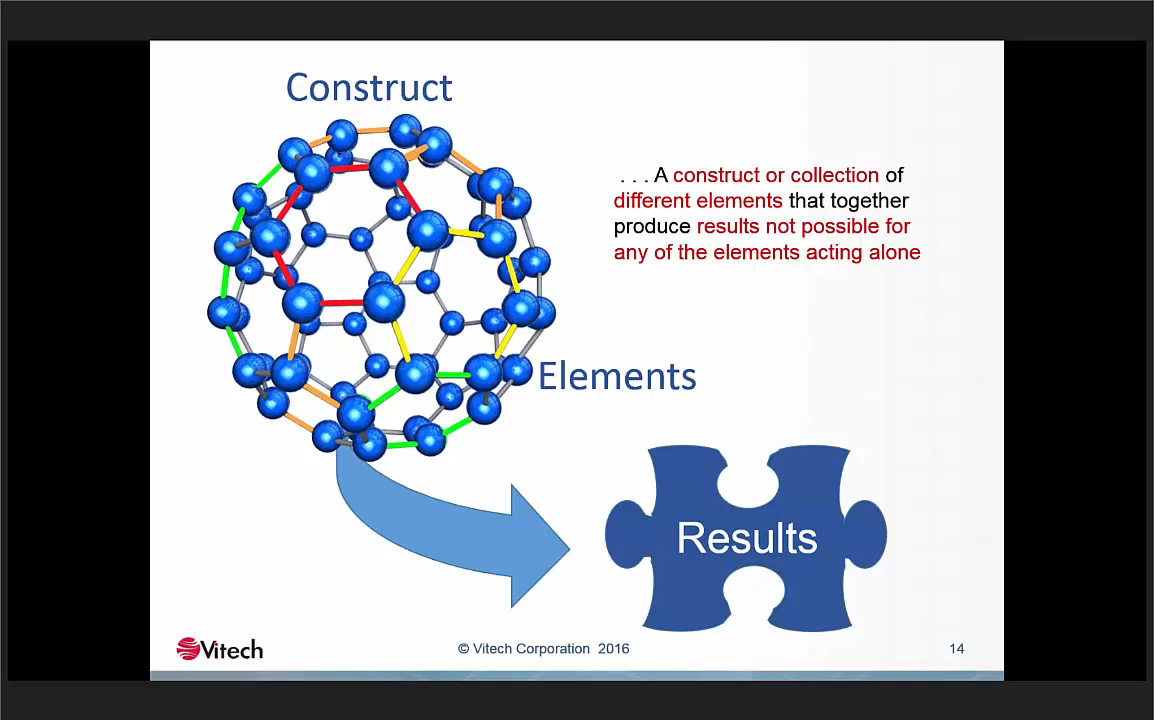 Construct
. . . A construct or collection of
different elements that together
produce results not possible for
any of the elements acting alone
Elements
Results
Vitech
© Vitech Corporation 2016
14